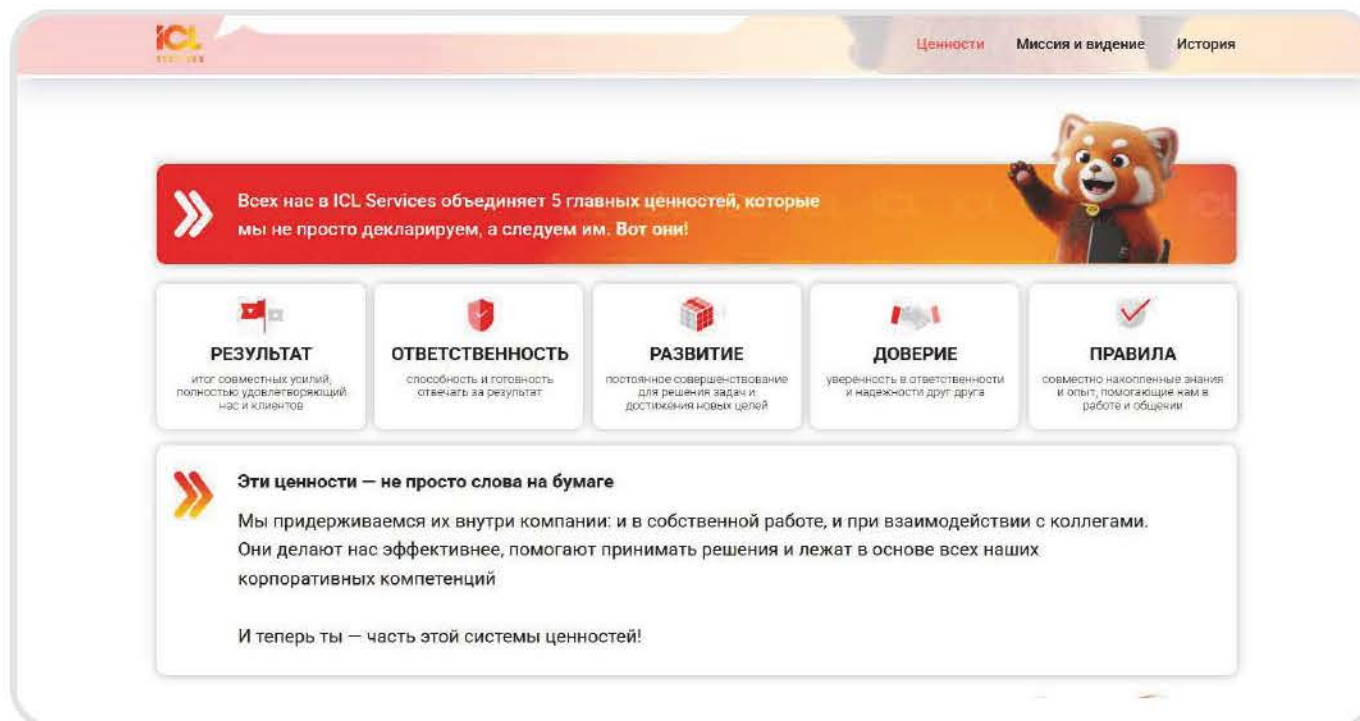 ICL
SERVICES
Ценности
Миссия и видение
История
Всех нас в ICL Services объединяет 5 главных ценностей, которые
мы не просто декларируем, а следуем им. Вот они!
РЕЗУЛЬТАТ
итог совместных усилий,
полностью удовлетворяющий
нас и клиентов
ОТВЕТСТВЕННОСТЬ
способность и готовность
отвечать за результат
РАЗВИТИЕ
постоянное совершенствование
для решения задач и
достижения новых целей
ДОВЕРИЕ
уверенность в ответственности
и надежности друг друга
ПРАВИЛА
совместно накопленные знания
и опыт, помогающие нам в
работе и общении
Эти ценности — не просто слова на бумаге
Мы придерживаемся их внутри компании: и в собственной работе, и при взаимодействии с коллегами.
Они делают нас эффективнее, помогают принимать решения и лежат в основе всех наших
корпоративных компетенций
И теперь ты — часть этой системы ценностей!